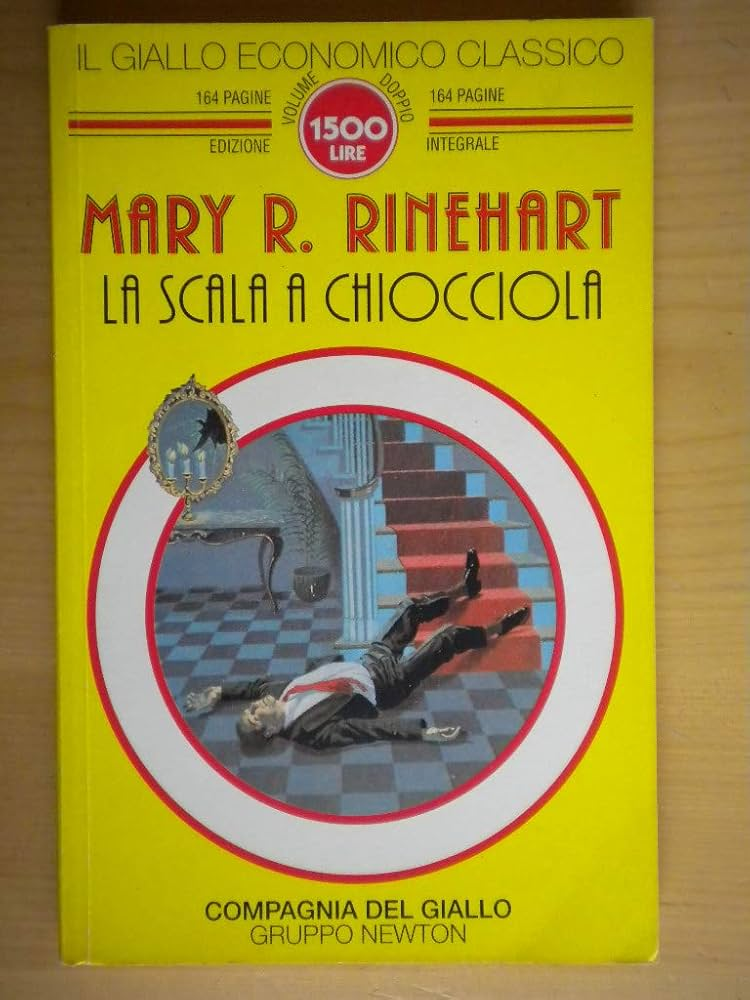 IL GIALLO ECONOMICO CLASSICO
164 PAGINE
VOLUME DOPPIO
164 PAGINE
1500
LIRE
EDIZIONE
INTEGRALE
MARY R. RINEHART
LA SCALA A CHIOCCIOLA
COMPAGNIA DEL GIALLO
GRUPPO NEWTON